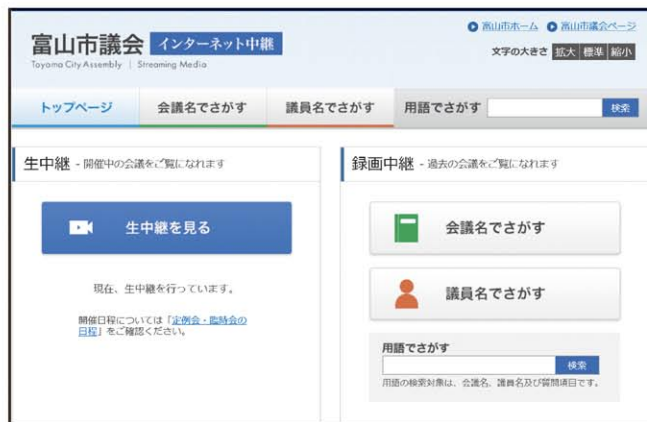 富山市ホーム 富山市議会ページ
富山市議会 インターネット中継
Toyama City Assembly | Streaming Media
文字の大きさ 拡大 標準 縮小
トップページ 会議名でさがす 議員名でさがす 用語でさがす 検索
生中継 - 開催中の会議をご覧になれます
生中継を見る
現在、生中継を行っています。
開催日程については「定例会・臨時会の
日程」をご確認ください。
録画中継 - 過去の会議をご覧になれます
会議名でさがす
議員名でさがす
用語でさがす
検索
用語の検索対象は、会議名、議員名及び質問項目です。